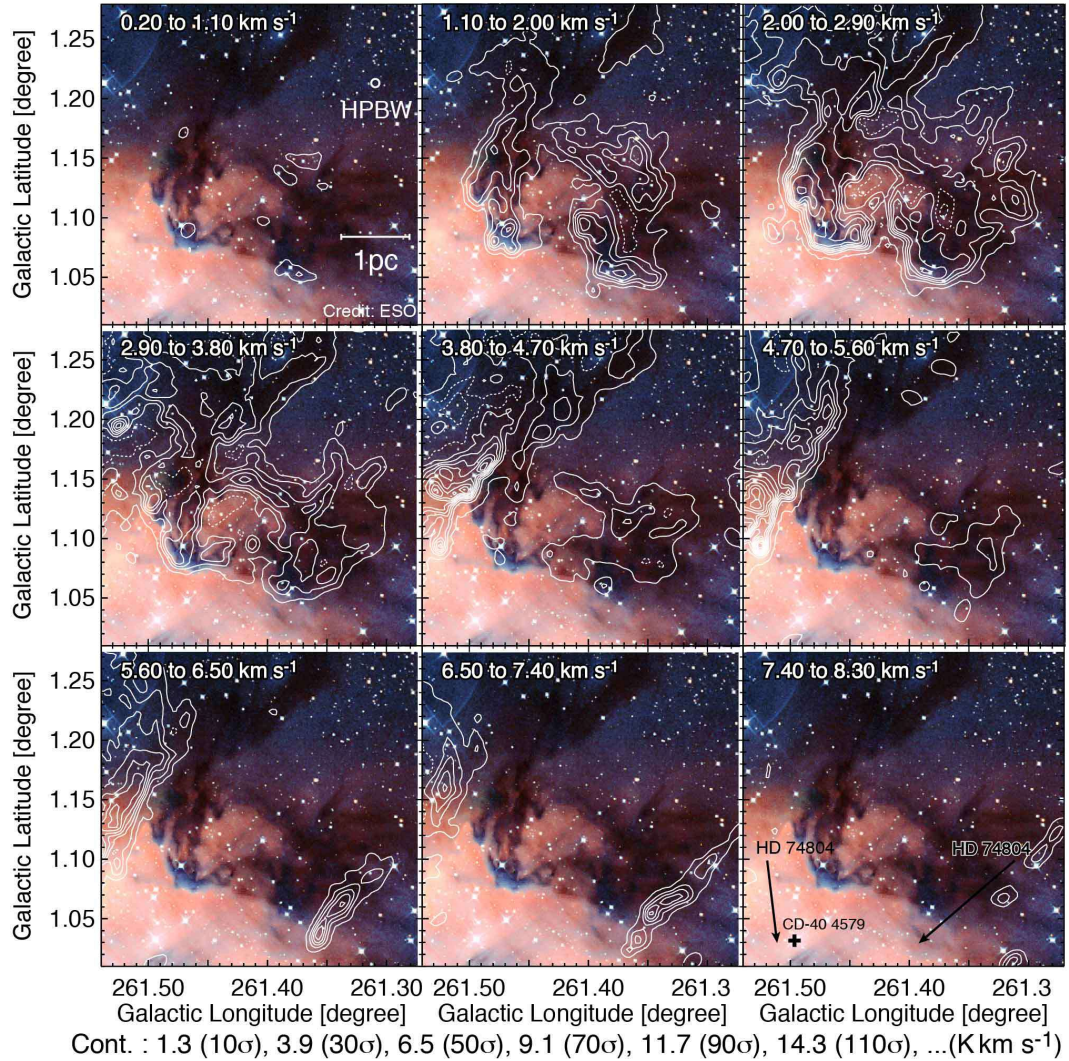 0.20 to 1.10 km s⁻¹
1.10 to 2.00 km s⁻¹
2.00 to 2.90 km s⁻¹
HPBW
1pc
Credit: ESO
1.25
1.20
1.15
1.10
1.05
Galactic Latitude [degree]
2.90 to 3.80 km s⁻¹
3.80 to 4.70 km s⁻¹
4.70 to 5.60 km s⁻¹
1.25
1.20
1.15
1.10
1.05
Galactic Latitude [degree]
5.60 to 6.50 km s⁻¹
6.50 to 7.40 km s⁻¹
7.40 to 8.30 km s⁻¹
1.25
1.20
1.15
1.10
1.05
Galactic Latitude [degree]
HD 74804
HD 74804
CD-40 4579
261.50 261.40 261.30
261.50 261.40 261.3
261.50 261.40 261.3
Galactic Longitude [degree]
Galactic Longitude [degree]
Galactic Longitude [degree]
Cont. : 1.3 (10σ), 3.9 (30σ), 6.5 (50σ), 9.1 (70σ), 11.7 (90σ), 14.3 (110σ), ...(K km s⁻¹)